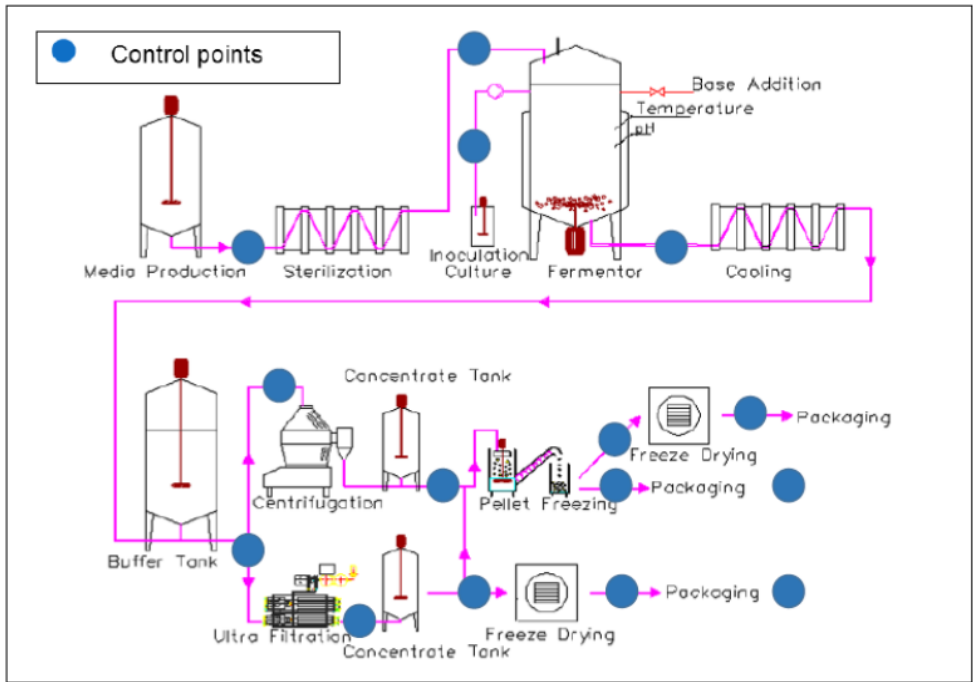 Control points
Base Addition
Temperature
pH
Media Production
Sterilization
Inoculation
Culture
Fermentor
Cooling
Concentrate Tank
Packaging
Freeze Drying
Centrifugation
Pellet Freezing
Packaging
Buffer Tank
Packaging
Ultra Filtration
Freeze Drying
Concentrate Tank